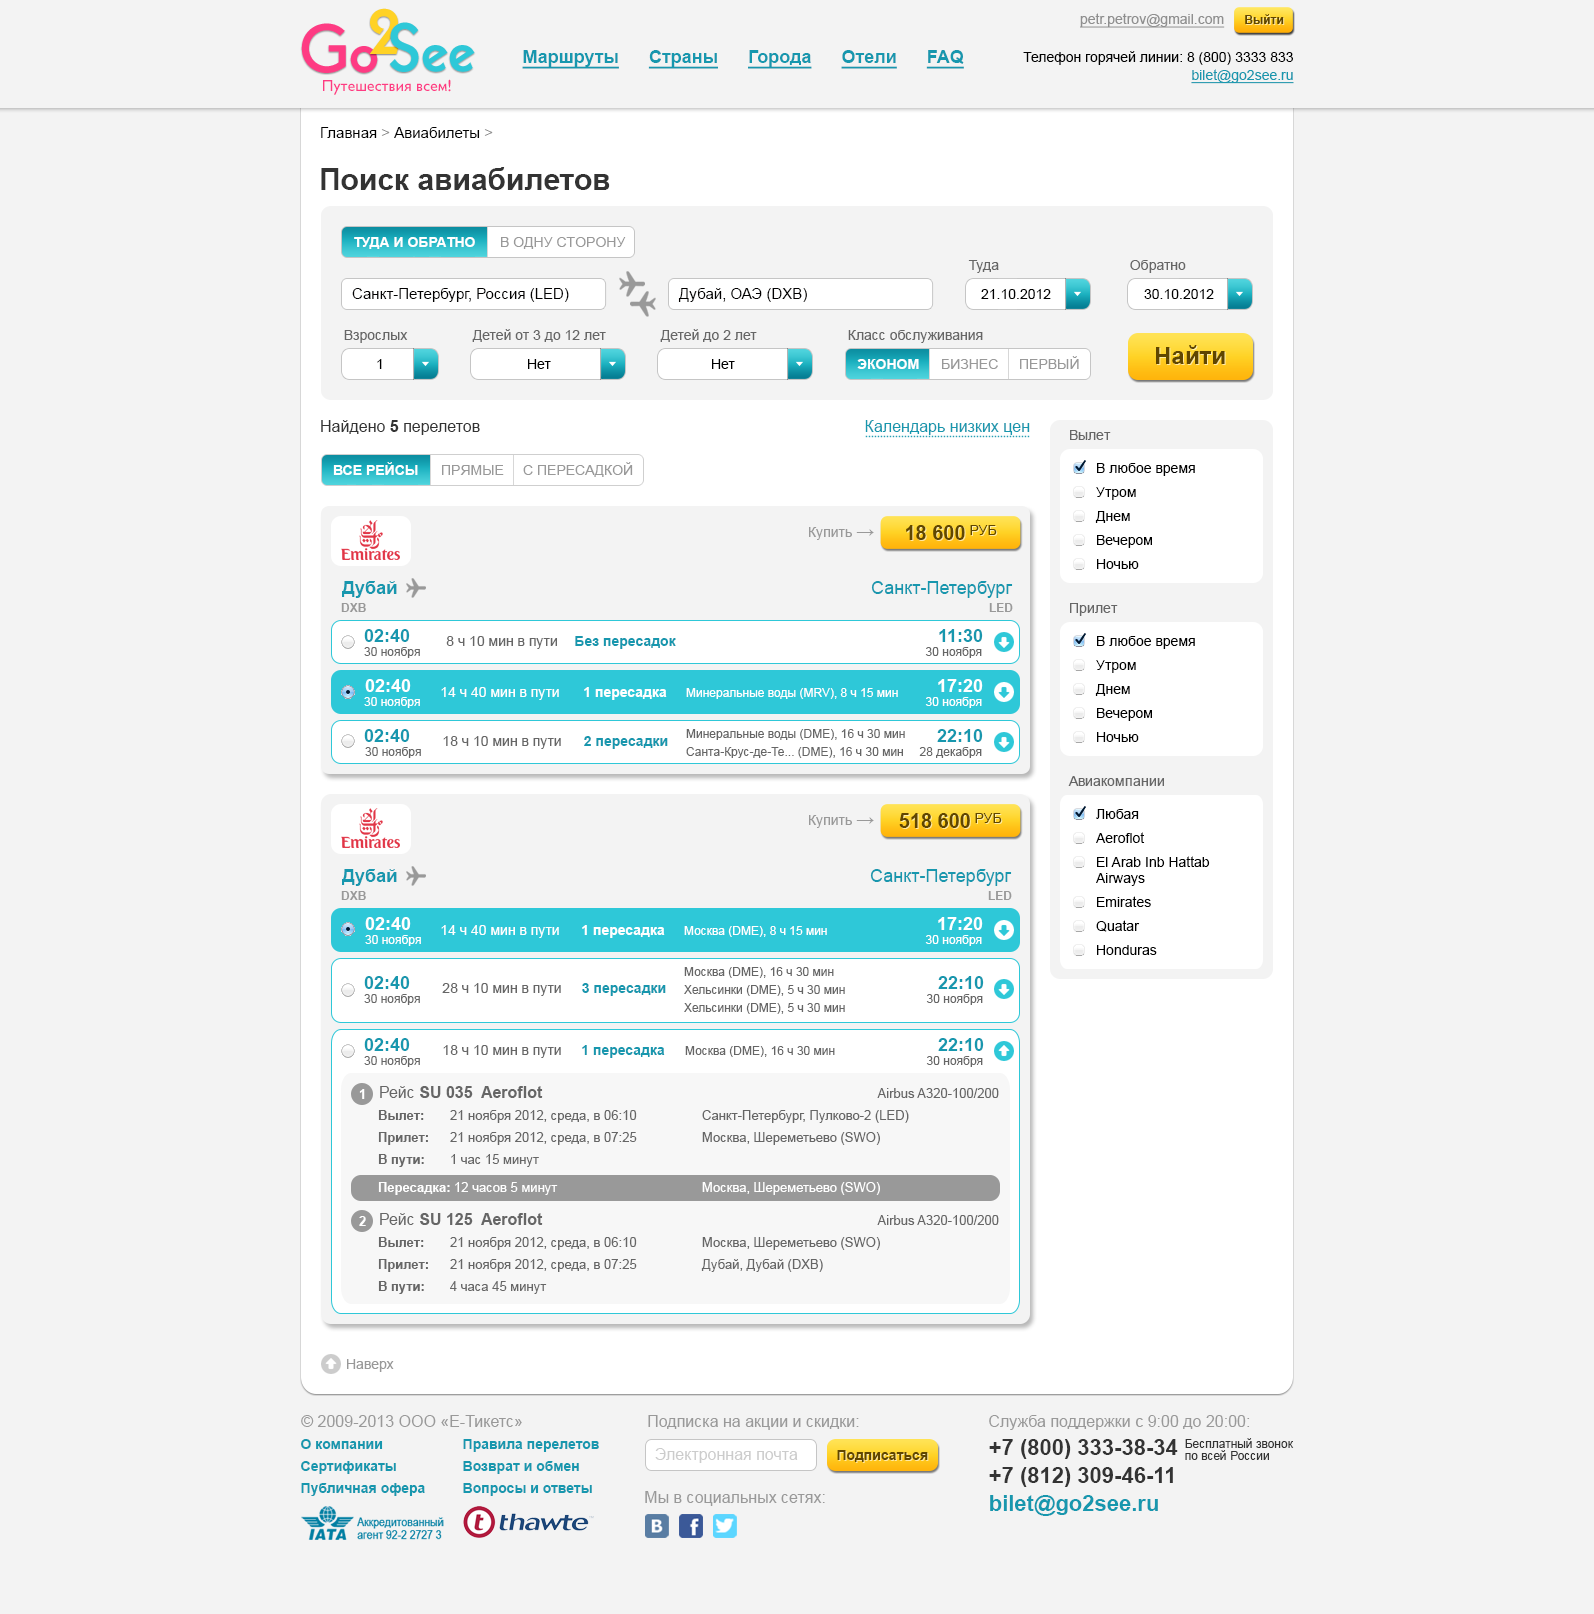 Go2See
Путешествия всем!
Маршруты Страны Города Отели FAQ
petr.petrov@gmail.com Выйти
Телефон горячей линии: 8 (800) 3333 833
bilet@go2see.ru
Главная > Авиабилеты >
Поиск авиабилетов
ТУДА И ОБРАТНО В ОДНУ СТОРОНУ
Туда Обратно
Санкт-Петербург, Россия (LED) Дубай, ОАЭ (DXB) 21.10.2012 30.10.2012
Взрослых Детей от 3 до 12 лет Детей до 2 лет Класс обслуживания
1 Нет Нет ЭКОНОМ БИЗНЕС ПЕРВЫЙ Найти
Найдено 5 перелетов Календарь низких цен
ВСЕ РЕЙСЫ ПРЯМЫЕ С ПЕРЕСАДКОЙ
Emirates Купить → 18 600 РУБ
Дубай Санкт-Петербург
DXB LED
02:40 8 ч 10 мин в пути Без пересадок 11:30
30 ноября 30 ноября
02:40 14 ч 40 мин в пути 1 пересадка Минеральные воды (MRV), 8 ч 15 мин 17:20
30 ноября 30 ноября
02:40 18 ч 10 мин в пути 2 пересадки Минеральные воды (DME), 16 ч 30 мин 22:10
30 ноября Санта-Крус-де-Те... (DME), 16 ч 30 мин 28 декабря
Emirates Купить → 518 600 РУБ
Дубай Санкт-Петербург
DXB LED
02:40 14 ч 40 мин в пути 1 пересадка Москва (DME), 8 ч 15 мин 17:20
30 ноября 30 ноября
Москва (DME), 16 ч 30 мин
02:40 28 ч 10 мин в пути 3 пересадки Хельсинки (DME), 5 ч 30 мин 22:10
30 ноября Хельсинки (DME), 5 ч 30 мин 30 ноября
02:40 18 ч 10 мин в пути 1 пересадка Москва (DME), 16 ч 30 мин 22:10
30 ноября 30 ноября
1 Рейс SU 035 Aeroflot Airbus A320-100/200
Вылет: 21 ноября 2012, среда, в 06:10 Санкт-Петербург, Пулково-2 (LED)
Прилет: 21 ноября 2012, среда, в 07:25 Москва, Шереметьево (SWO)
В пути: 1 час 15 минут
Пересадка: 12 часов 5 минут Москва, Шереметьево (SWO)
2 Рейс SU 125 Aeroflot Airbus A320-100/200
Вылет: 21 ноября 2012, среда, в 06:10 Москва, Шереметьево (SWO)
Прилет: 21 ноября 2012, среда, в 07:25 Дубай, Дубай (DXB)
В пути: 4 часа 45 минут
Наверх
Вылет
В любое время
Утром
Днем
Вечером
Ночью
Прилет
В любое время
Утром
Днем
Вечером
Ночью
Авиакомпании
Любая
Aeroflot
El Arab Inb Hattab
Airways
Emirates
Quatar
Honduras
© 2009-2013 ООО «Е-Тикетс»
О компании Правила перелетов
Сертификаты Возврат и обмен
Публичная офера Вопросы и ответы
IATA Аккредитованный
агент 92-2 2727 3
thawte
Подписка на акции и скидки:
Электронная почта Подписаться
Мы в социальных сетях:
В f
Служба поддержки с 9:00 до 20:00:
+7 (800) 333-38-34 Бесплатный звонок
по всей России
+7 (812) 309-46-11
bilet@go2see.ru